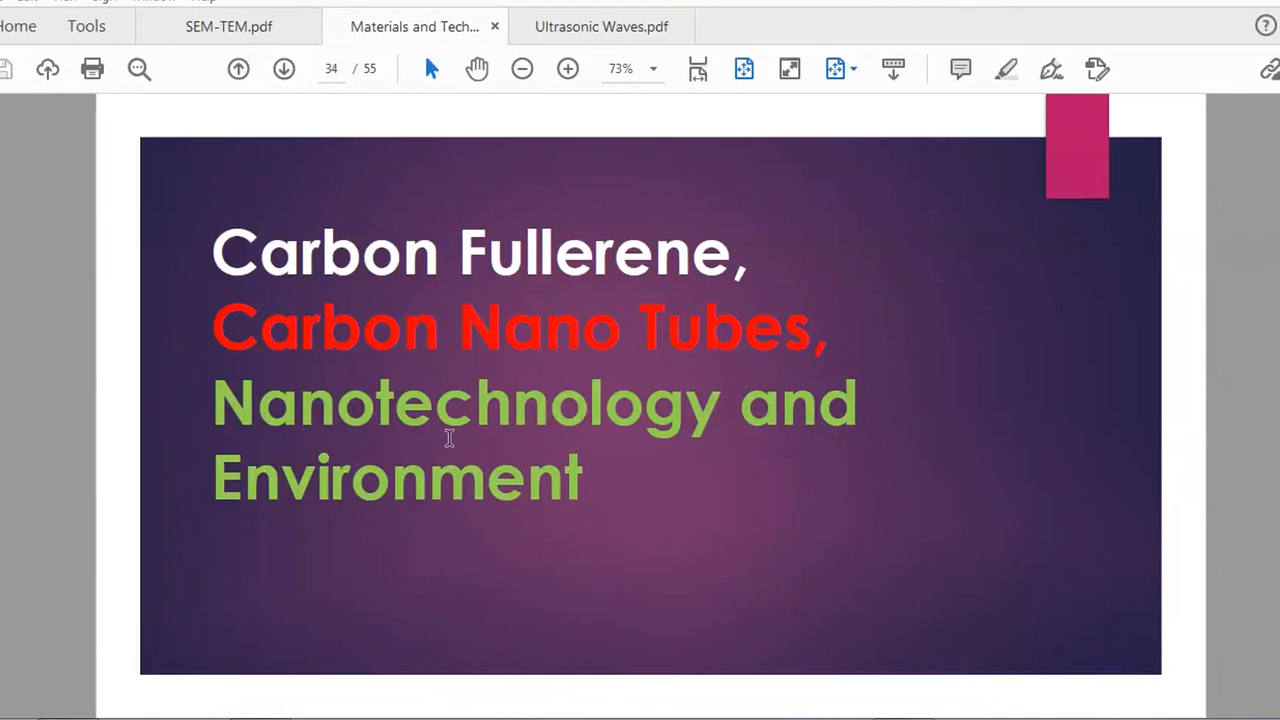 Home
Tools
SEM-TEM.pdf
Materials and Tech...
Ultrasonic Waves.pdf
34 / 55
73%
Carbon Fullerene,
Carbon Nano Tubes,
Nanotechnology and
Environment